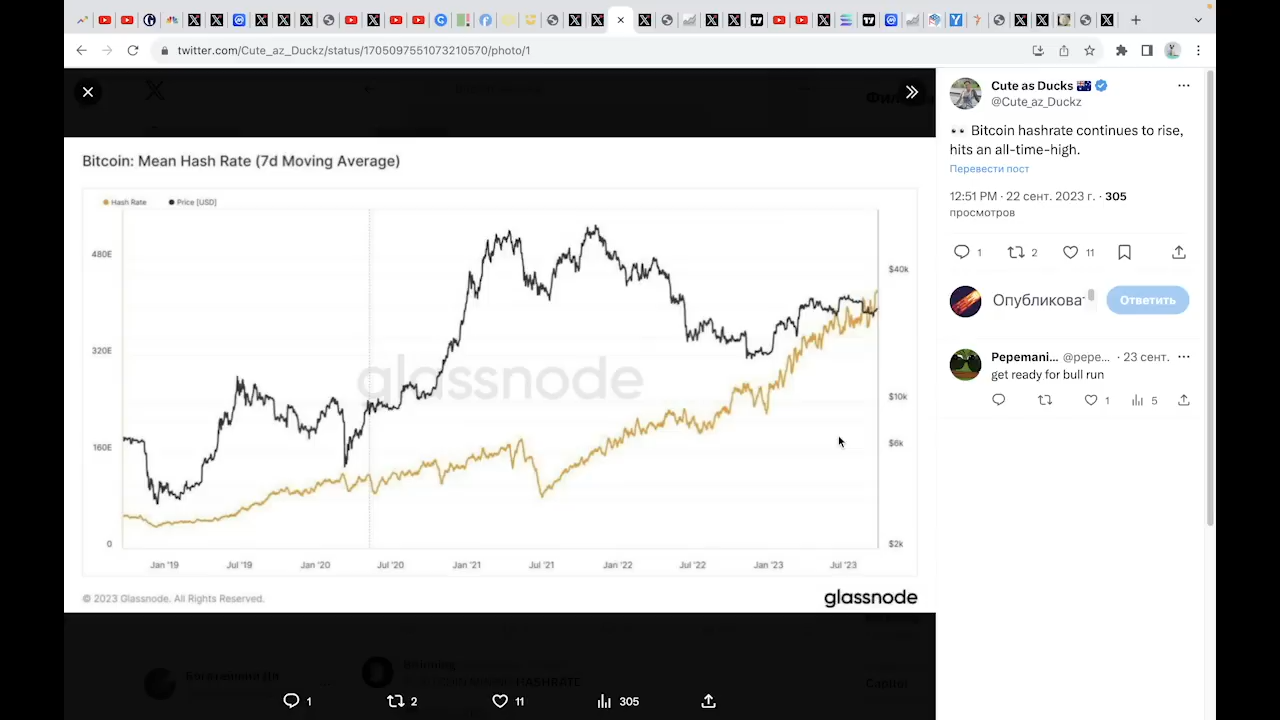 twitter.com/Cute_az_Duckz/status/1705097551073210570/photo/1
Bitcoin: Mean Hash Rate (7d Moving Average)
Hash Rate Price [USD]
480E
320E
160E
0
$40k
$10k
$6k
$2k
glassnode
Jan '19 Jul '19 Jan '20 Jul '20 Jan '21 Jul '21 Jan '22 Jul '22 Jan '23 Jul '23
© 2023 Glassnode. All Rights Reserved.
glassnode
1 2 11 305
Cute as Ducks
@Cute_az_Duckz
Bitcoin hashrate continues to rise,
hits an all-time-high.
Перевести пост
12:51 PM · 22 сент. 2023 г. · 305
просмотров
1 2 11
Опубликоват
Ответить
Pepemani... @pepe... · 23 сент.
get ready for bull run
1 5